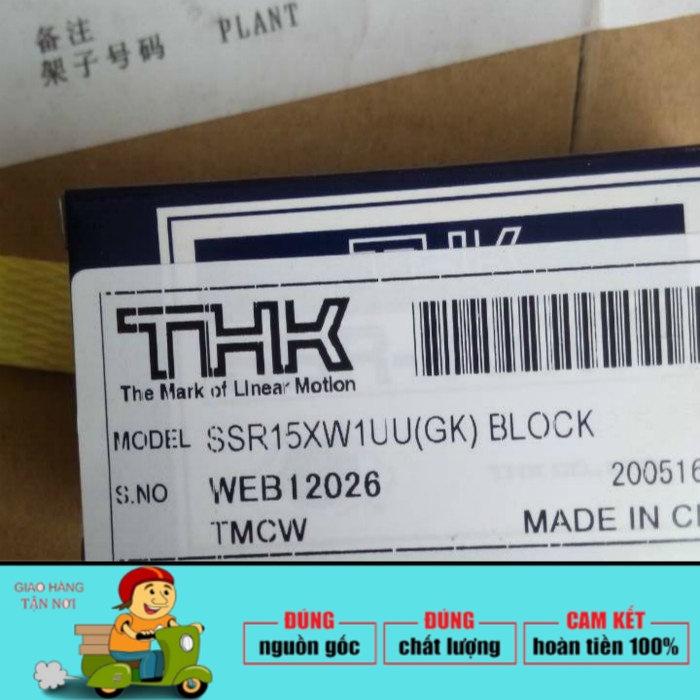 备注 PLANT
架子号码
THK
THK
The Mark of Linear Motion
MODEL SSR15XW1UU(GK) BLOCK
S.NO WEB12026 200516
TMCW MADE IN C
GIAO HÀNG
TẬN NƠI
ĐÚNG
nguồn gốc
ĐÚNG
chất lượng
CAM KẾT
hoàn tiền 100%